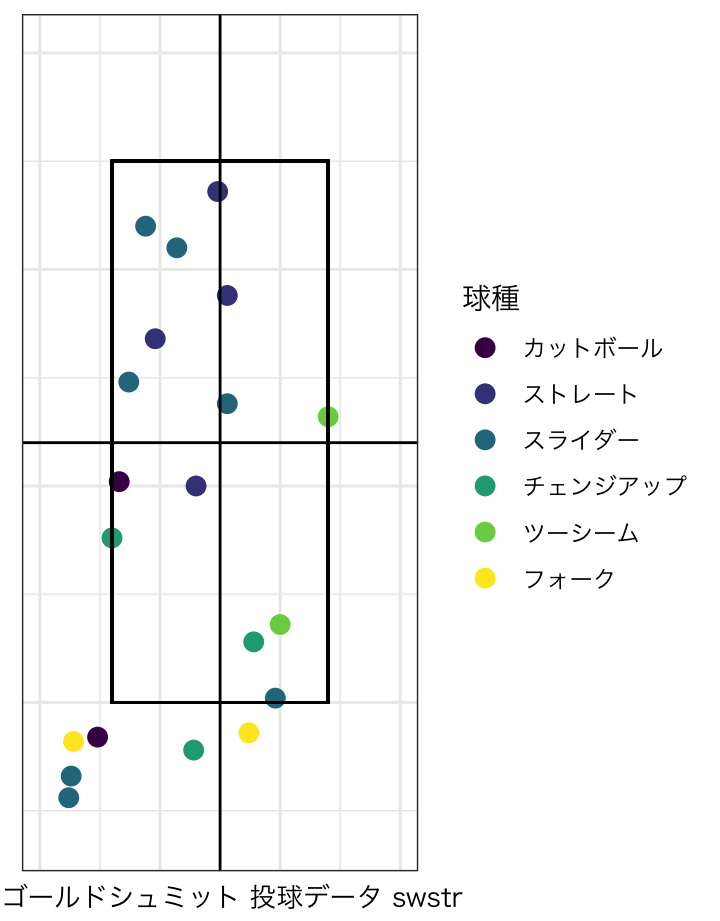 球種
カットボール
ストレート
スライダー
チェンジアップ
ツーシーム
フォーク
ゴールドシュミット 投球データ swstr